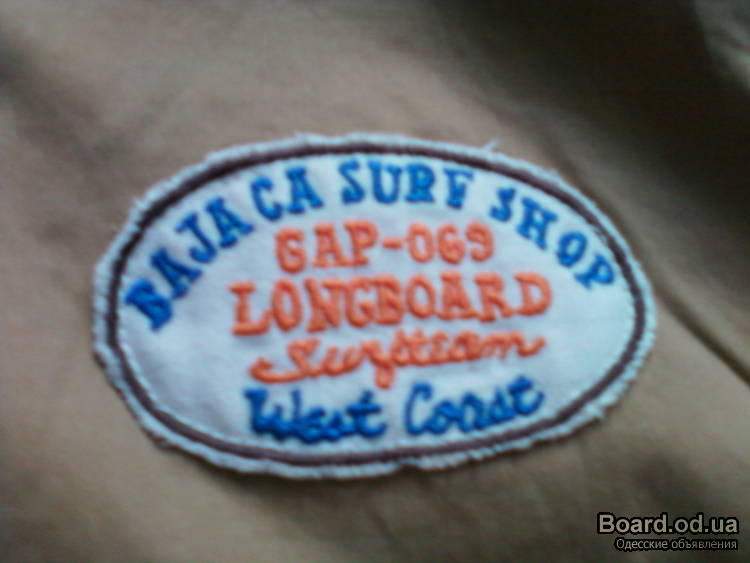 BAJA CA SURF SHOP
GAP-069
LONGBOARD
Surfteam
West Coast
Board.od.ua
Одесские объявления